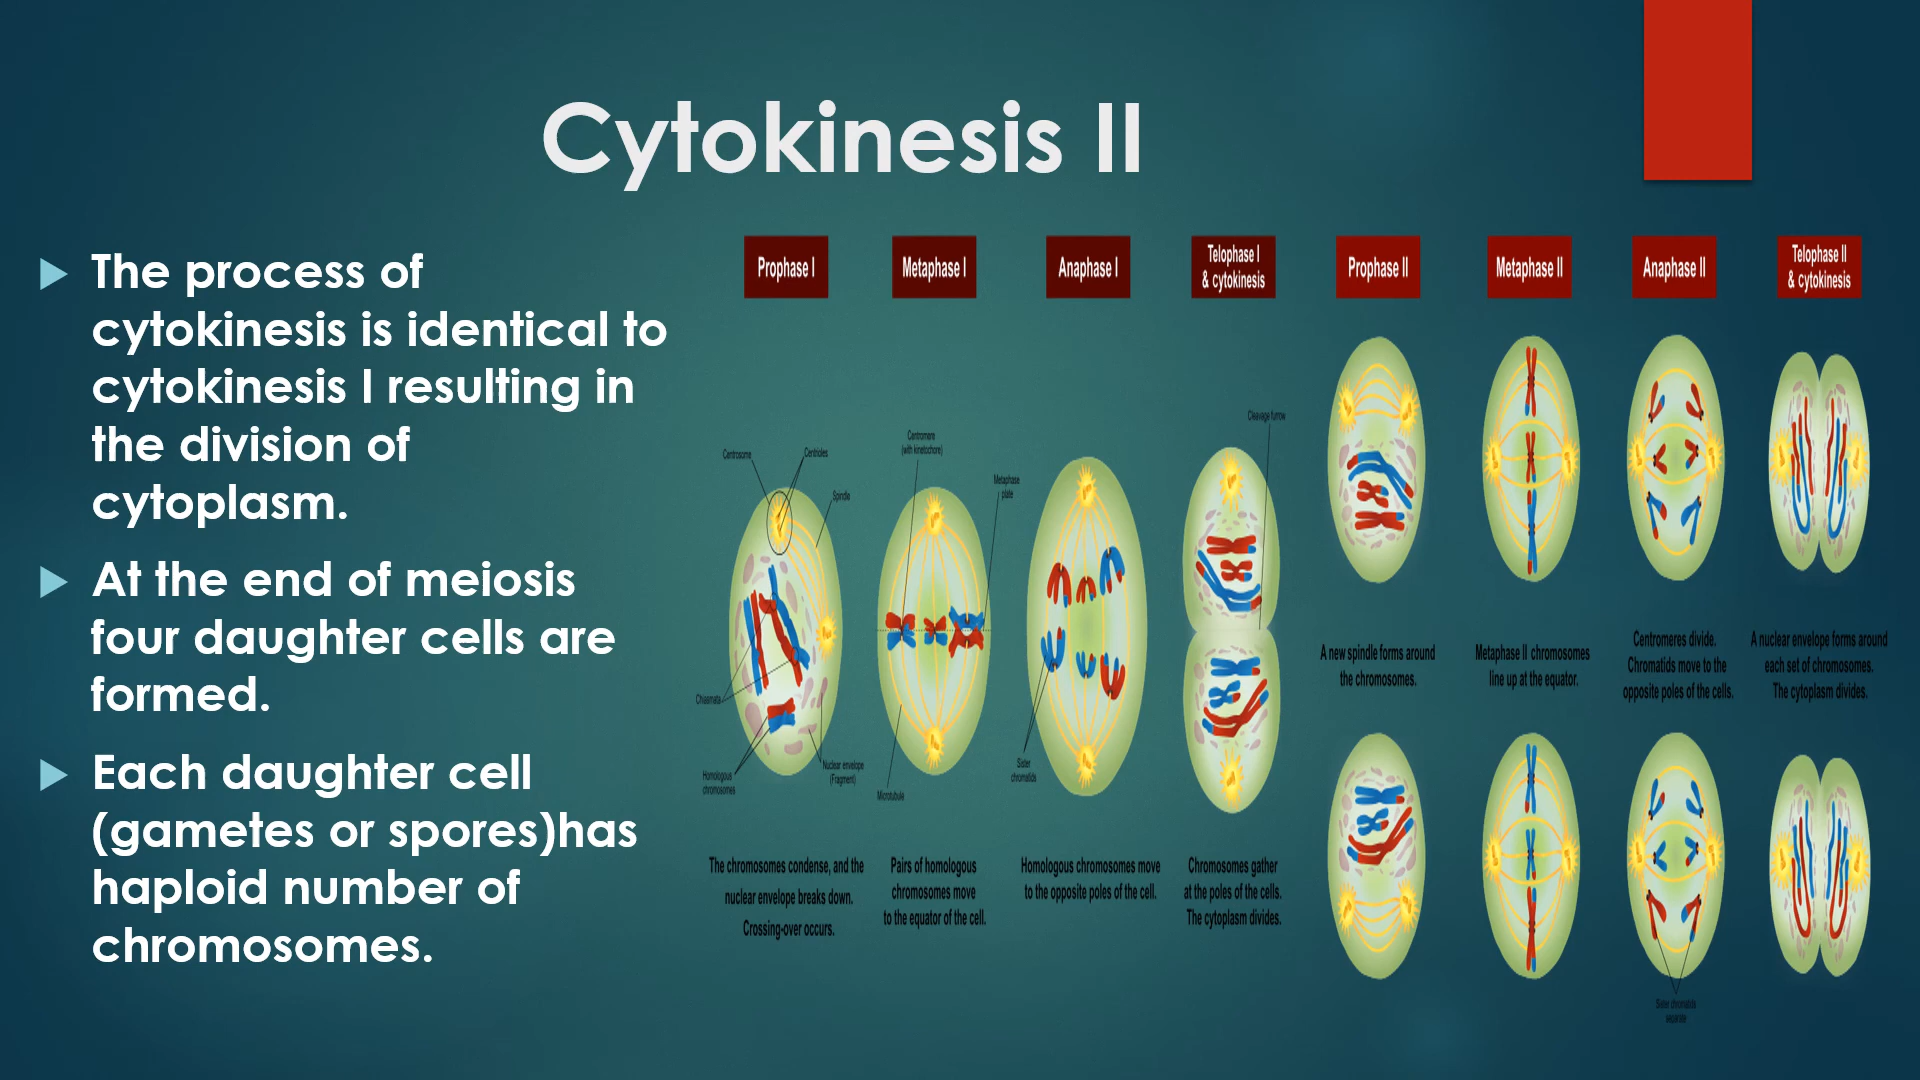 Cytokinesis II
The process of
cytokinesis is identical to
cytokinesis I resulting in
the division of
cytoplasm.
At the end of meiosis
four daughter cells are
formed.
Each daughter cell
(gametes or spores)has
haploid number of
chromosomes.
Prophase I
Metaphase I
Anaphase I
Telophase I
& cytokinesis
Prophase II
Metaphase II
Anaphase II
Telophase II
& cytokinesis
Centrosome
Centrioles
Spindle
Chiasmata
Homologous
chromosomes
Nuclear envelope
(Fragment)
Centromere
(with kinetochore)
Metaphase
plate
Microtubule
Sister
chromatids
Cleavage furrow
The chromosomes condense, and the
nuclear envelope breaks down.
Crossing-over occurs.
Pairs of homologous
chromosomes move
to the equator of the cell.
Homologous chromosomes move
to the opposite poles of the cell.
Chromosomes gather
at the poles of the cells.
The cytoplasm divides.
A new spindle forms around
the chromosomes.
Metaphase II chromosomes
line up at the equator.
Centromeres divide.
Chromatids move to the
opposite poles of the cells.
A nuclear envelope forms around
each set of chromosomes.
The cytoplasm divides.
Sister chromatids
separate